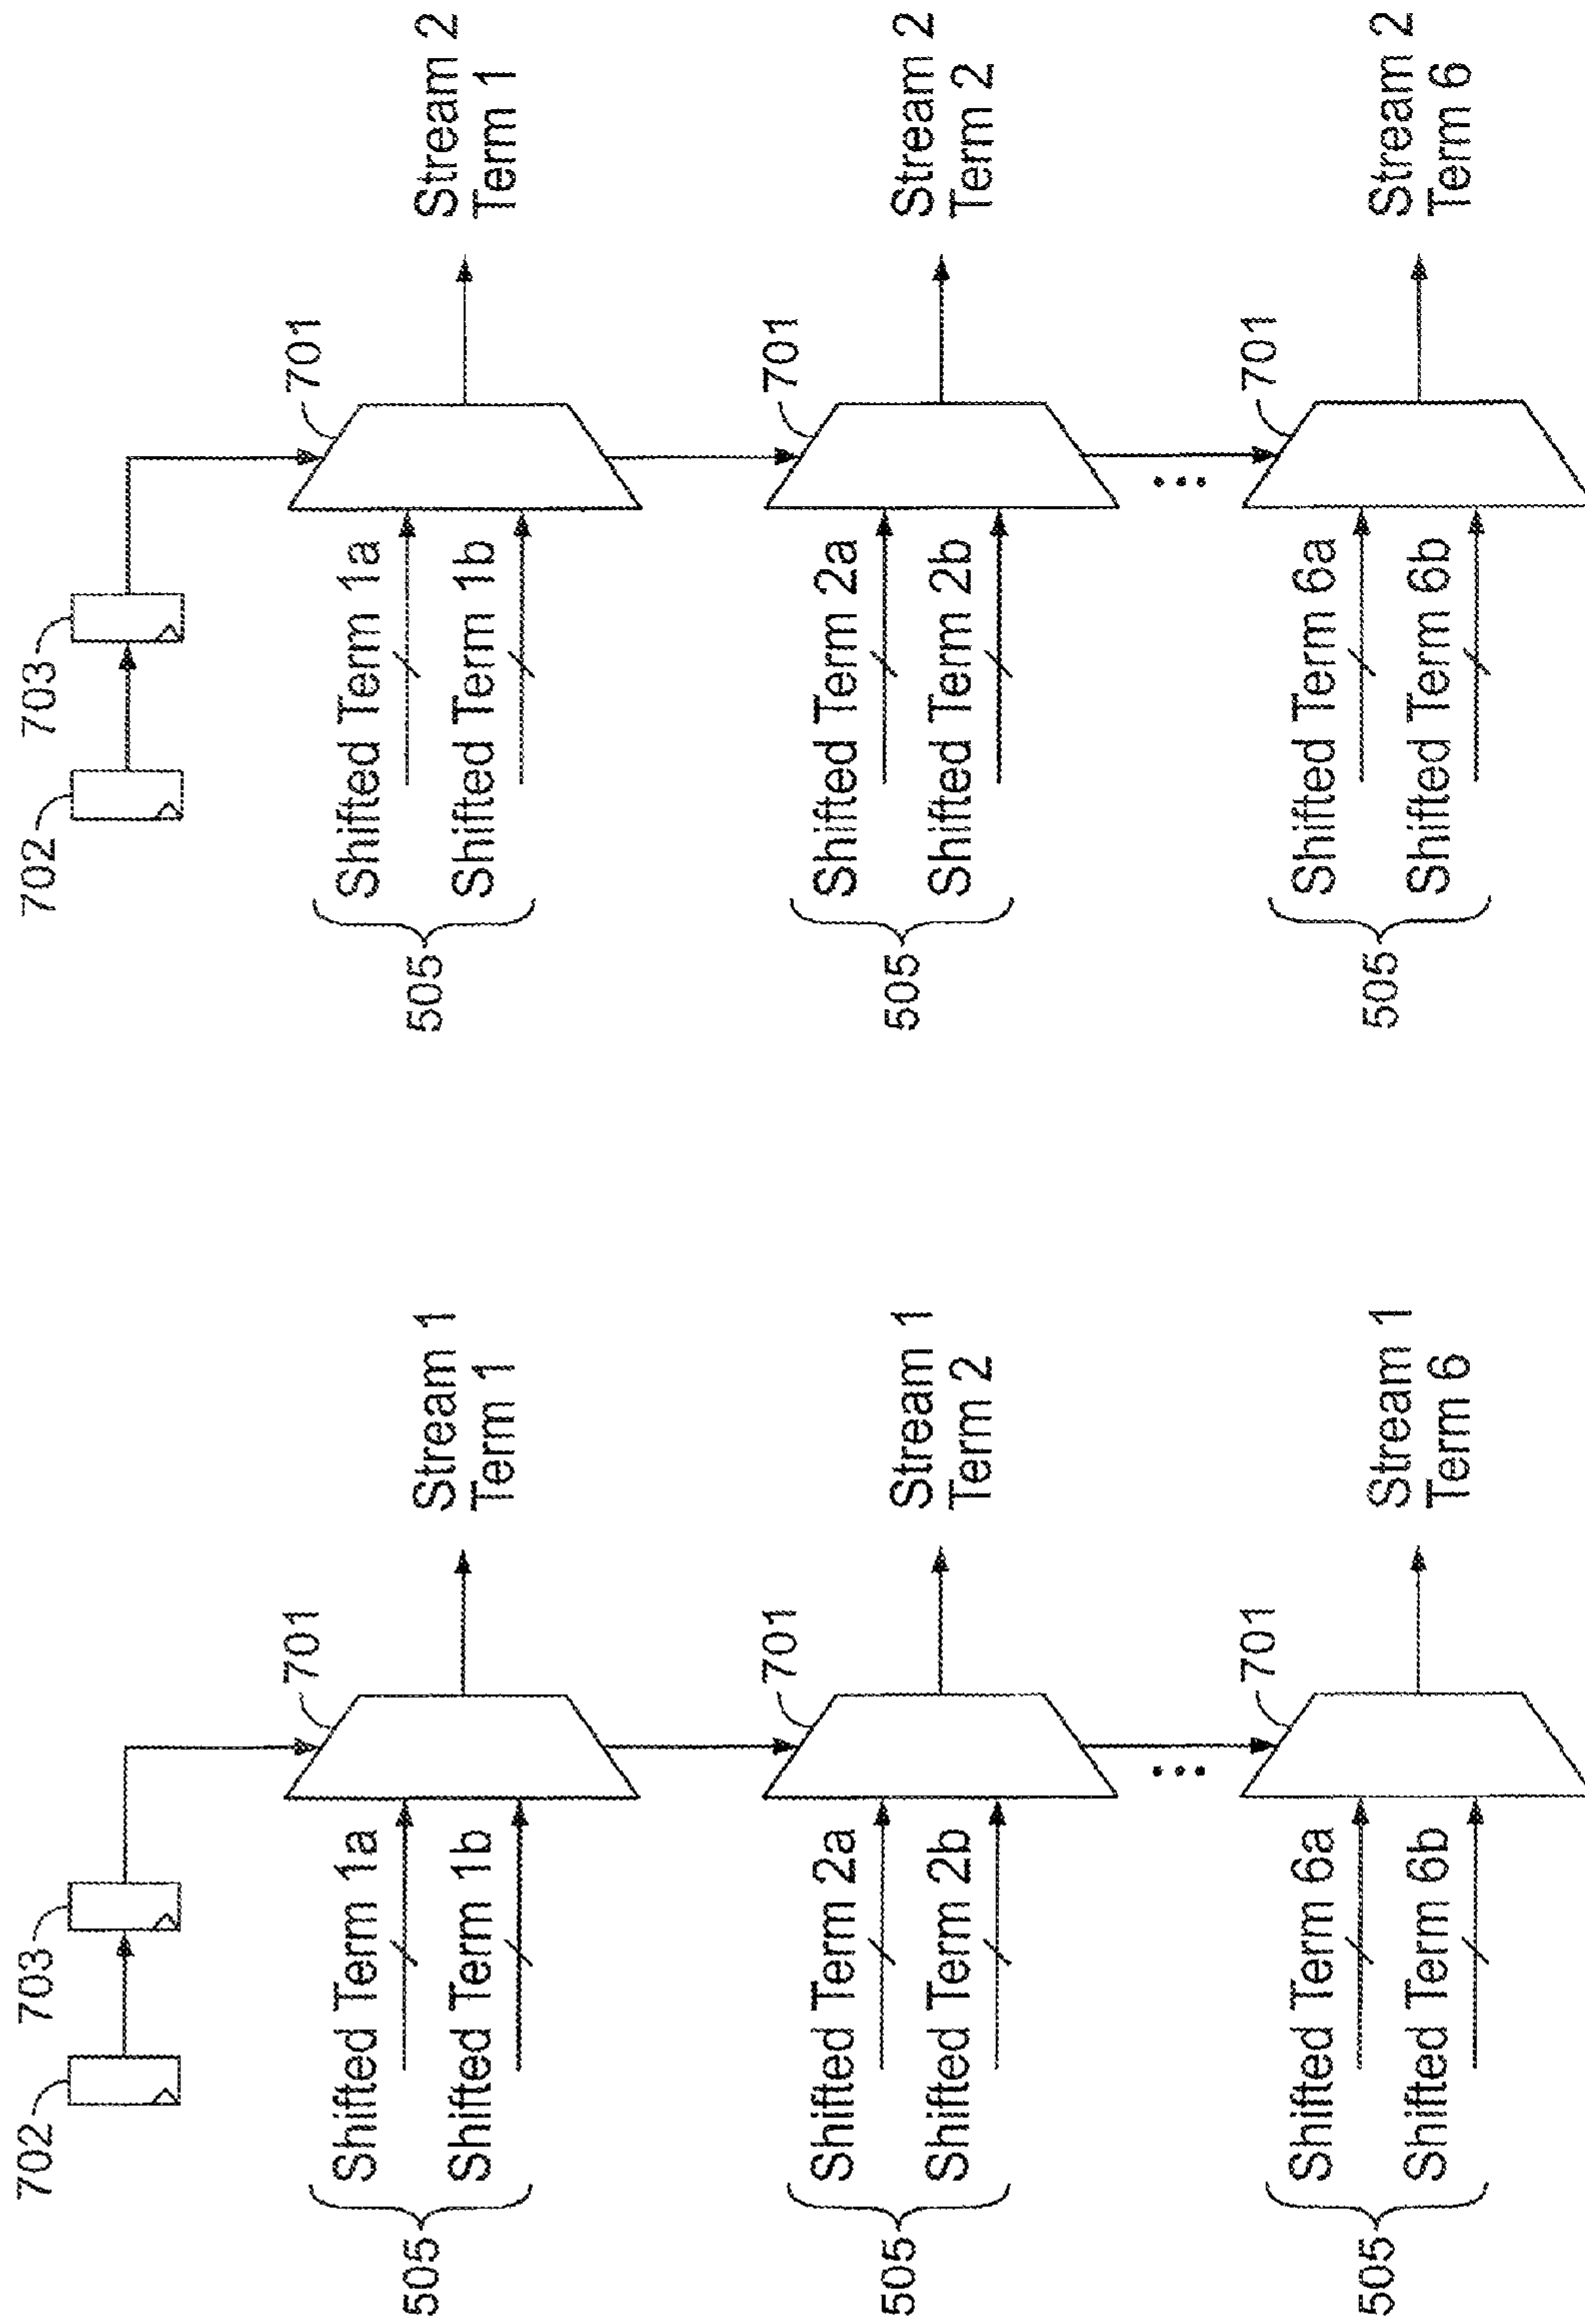 702
703
701
Shifted Term 1a
Shifted Term 1b
505
Stream 1
Term 1
701
Shifted Term 2a
Shifted Term 2b
505
Stream 1
Term 2
...
701
Shifted Term 6a
Shifted Term 6b
505
Stream 1
Term 6
702
703
701
Shifted Term 1a
Shifted Term 1b
505
Stream 2
Term 1
701
Shifted Term 2a
Shifted Term 2b
505
Stream 2
Term 2
...
701
Shifted Term 6a
Shifted Term 6b
505
Stream 2
Term 6